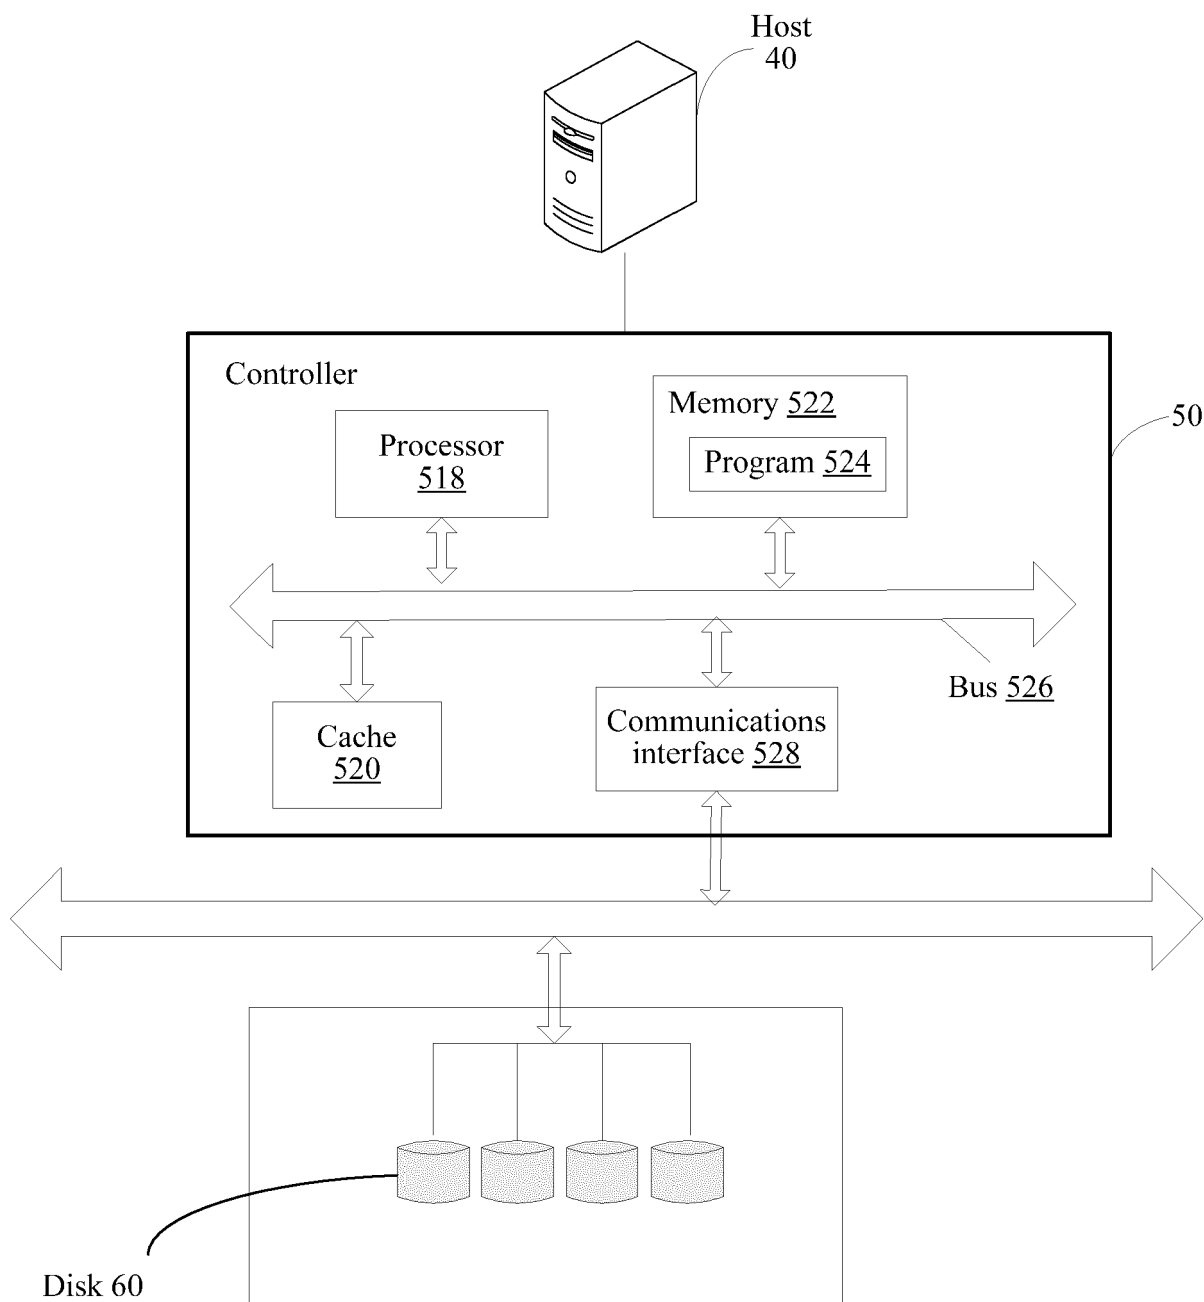 Host
40
Controller
Memory 522
Program 524
Processor
518
50
Bus 526
Cache
520
Communications
interface 528
Disk 60